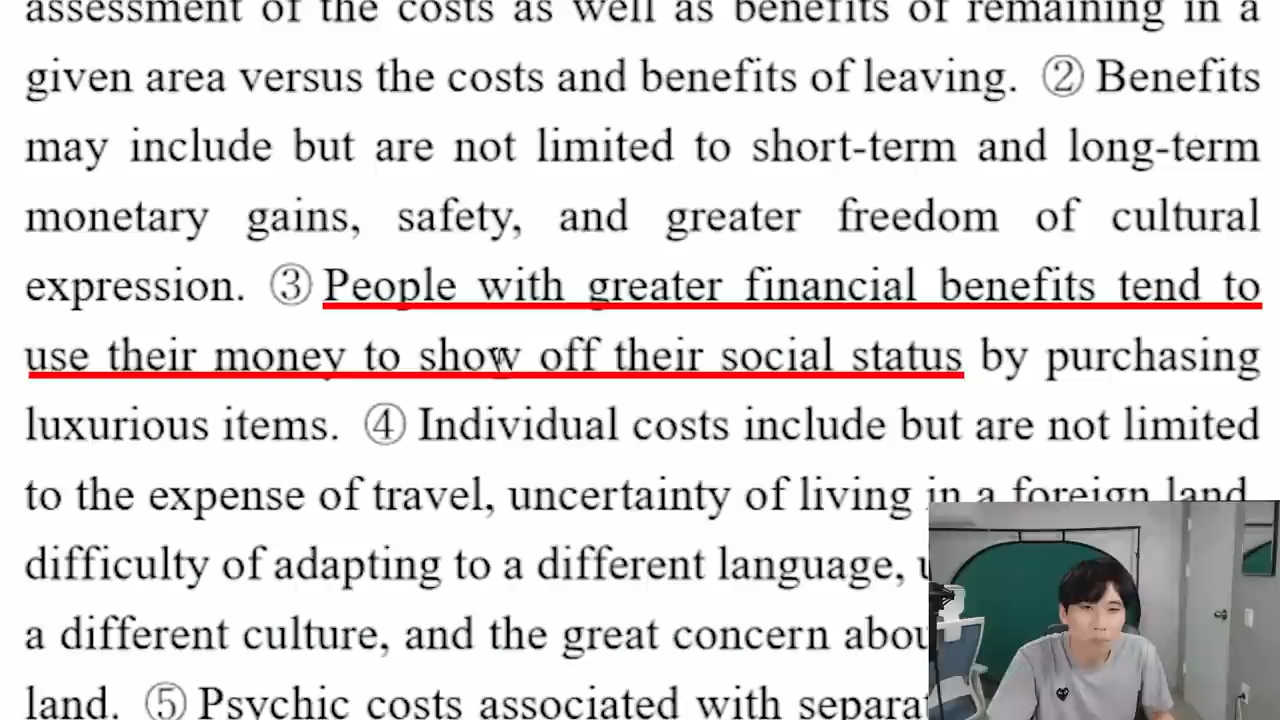 assessment of the costs as well as benefits of remaining in a
given area versus the costs and benefits of leaving. ② Benefits
may include but are not limited to short-term and long-term
monetary gains, safety, and greater freedom of cultural
expression. ③ People with greater financial benefits tend to
use their money to show off their social status by purchasing
luxurious items. ④ Individual costs include but are not limited
to the expense of travel, uncertainty of living in a foreign land,
difficulty of adapting to a different language,
a different culture, and the great concern
land. ⑤ Psychic costs associated with